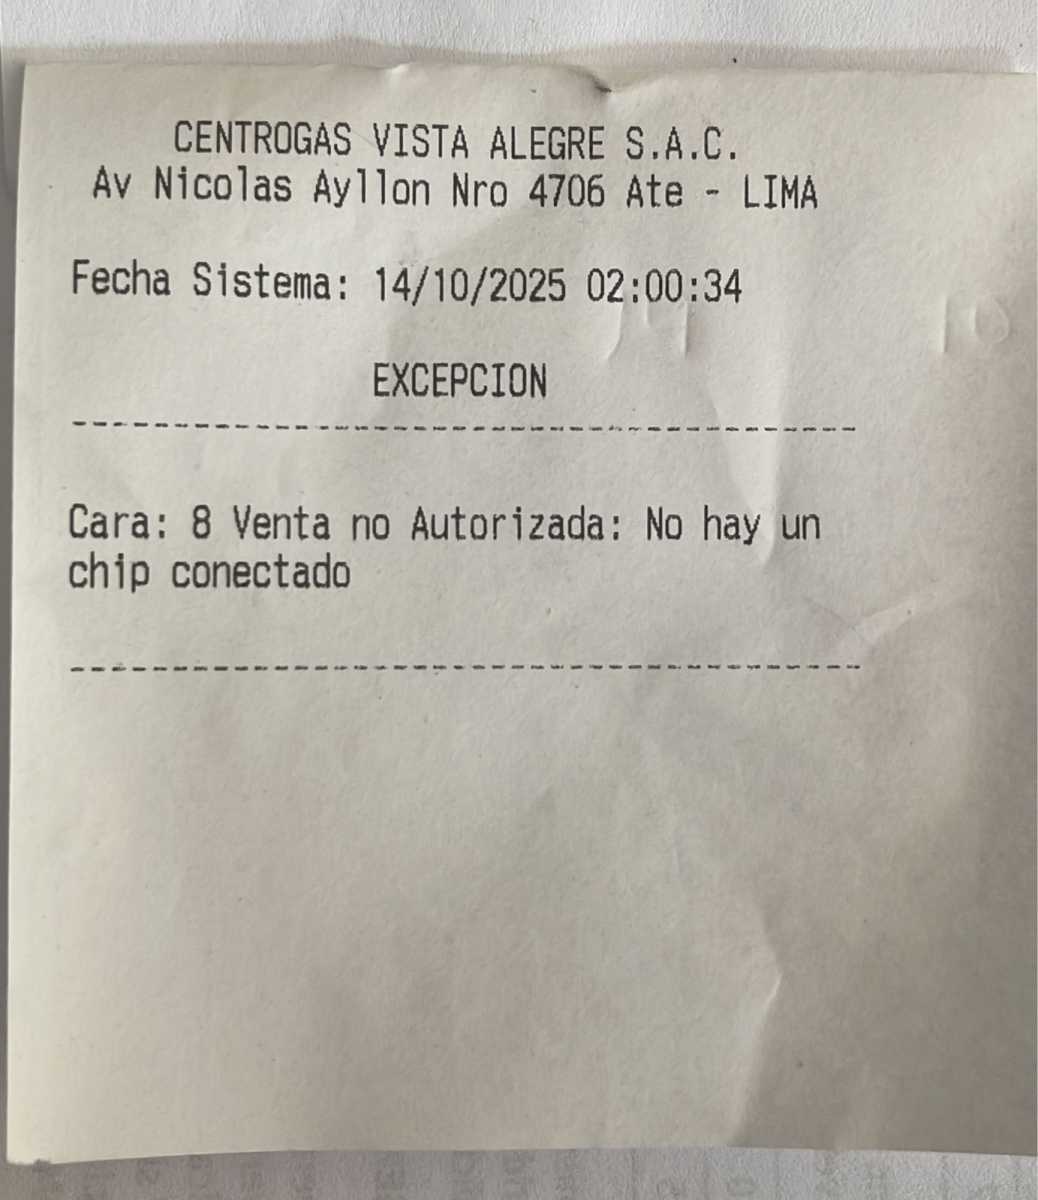 CENTROGAS VISTA ALEGRE S.A.C.
Av Nicolas Ayllon Nro 4706 Ate - LIMA
Fecha Sistema: 14/10/2025 02:00:34
EXCEPCION
----------------------------------------
Cara: 8 Venta no Autorizada: No hay un
chip conectado
----------------------------------------